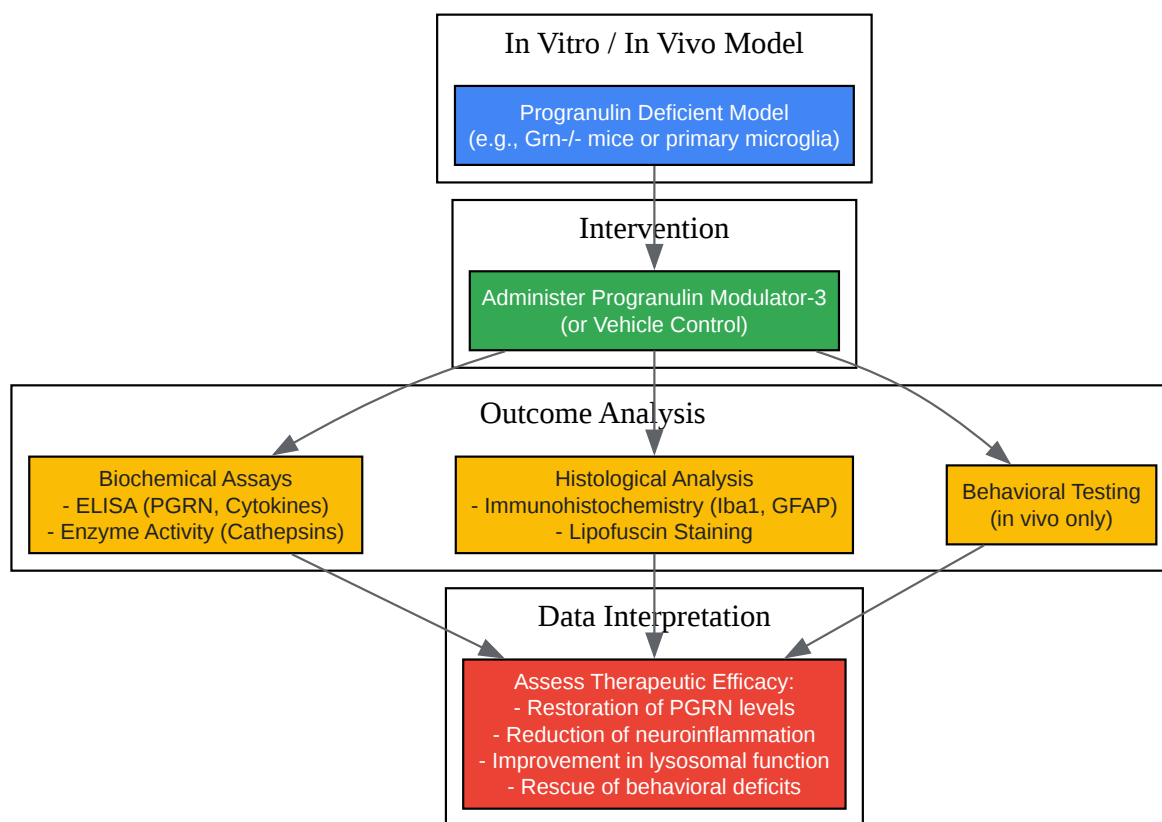 In Vitro / In Vivo Model
Progranulin Deficient Model
(e.g., Grn-/- mice or primary microglia)
Intervention
Administer Progranulin Modulator-3
(or Vehicle Control)
Outcome Analysis
Biochemical Assays
- ELISA (PGRN, Cytokines)
- Enzyme Activity (Cathepsins)
Histological Analysis
- Immunohistochemistry (Iba1, GFAP)
- Lipofuscin Staining
Behavioral Testing
(in vivo only)
Data Interpretation
Assess Therapeutic Efficacy:
- Restoration of PGRN levels
- Reduction of neuroinflammation
- Improvement in lysosomal function
- Rescue of behavioral deficits